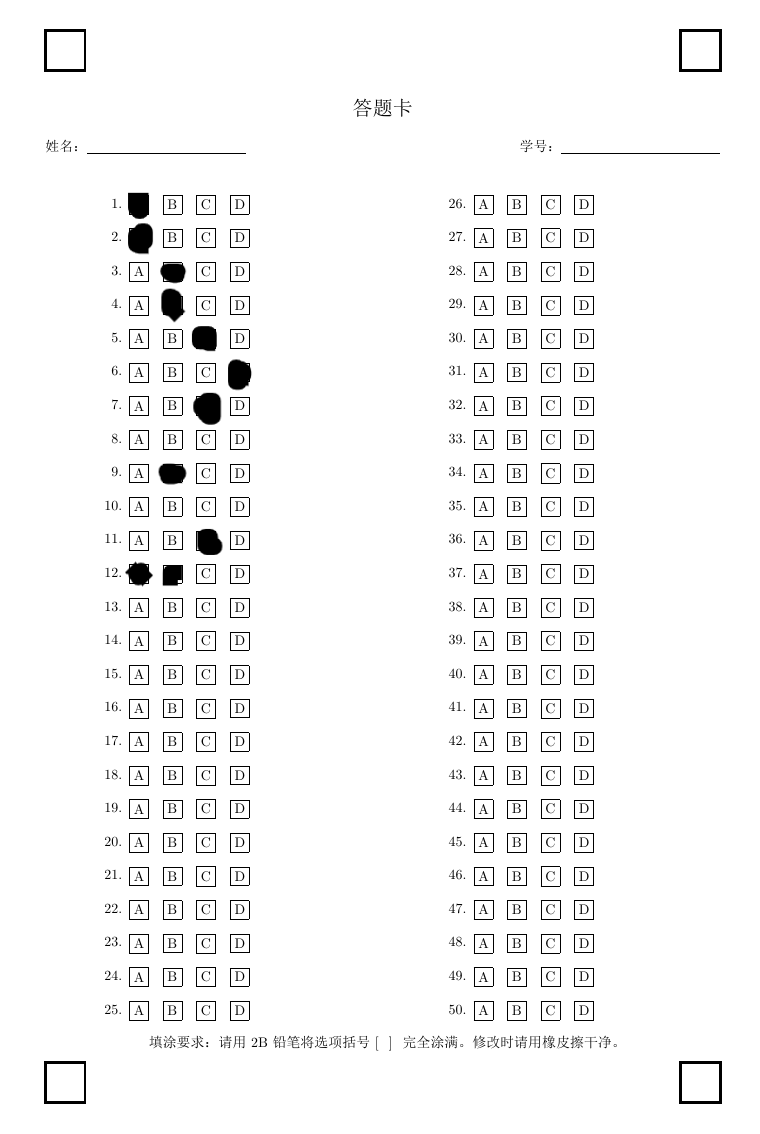 答题卡
姓名：
学号：
1. B C D
2. B C D
3. A C D
4. A C D
5. A B D
6. A B C
7. A B D
8. A B C D
9. A C D
10. A B C D
11. A B D
12. C D
13. A B C D
14. A B C D
15. A B C D
16. A B C D
17. A B C D
18. A B C D
19. A B C D
20. A B C D
21. A B C D
22. A B C D
23. A B C D
24. A B C D
25. A B C D
26. A B C D
27. A B C D
28. A B C D
29. A B C D
30. A B C D
31. A B C D
32. A B C D
33. A B C D
34. A B C D
35. A B C D
36. A B C D
37. A B C D
38. A B C D
39. A B C D
40. A B C D
41. A B C D
42. A B C D
43. A B C D
44. A B C D
45. A B C D
46. A B C D
47. A B C D
48. A B C D
49. A B C D
50. A B C D
填涂要求：请用 2B 铅笔将选项括号 [ ] 完全涂满。修改时请用橡皮擦干净。